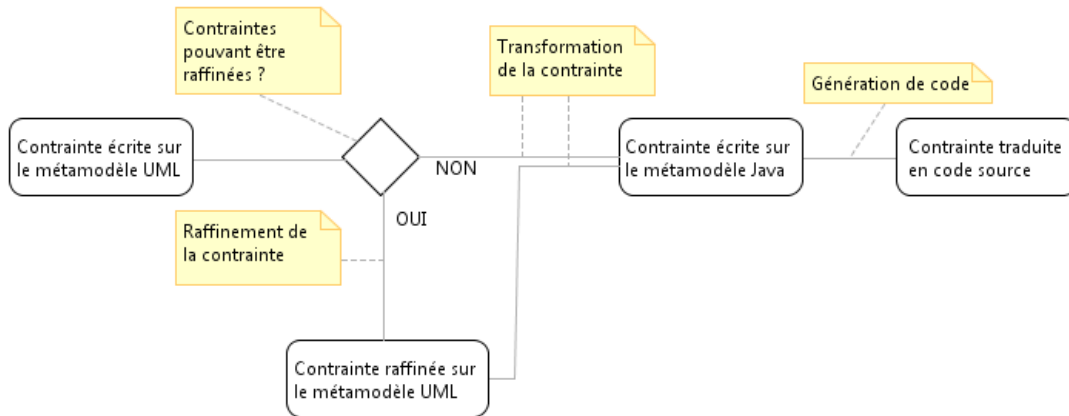 Contraintes
pouvant être
raffinées ?
Transformation
de la contrainte
Génération de code
Contrainte écrite sur
le métamodèle UML
NON
Contrainte écrite sur
le métamodèle Java
Contrainte traduite
en code source
OUI
Raffinement de
la contrainte
Contrainte raffinée sur
le métamodèle UML